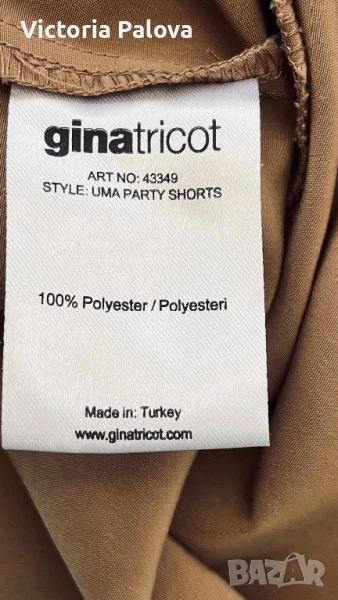 Victoria Palova
ginatricot
ART NO: 43349
STYLE: UMA PARTY SHORTS
100% Polyester / Polyesteri
Made in: Turkey
www.ginatricot.com
BAZAR